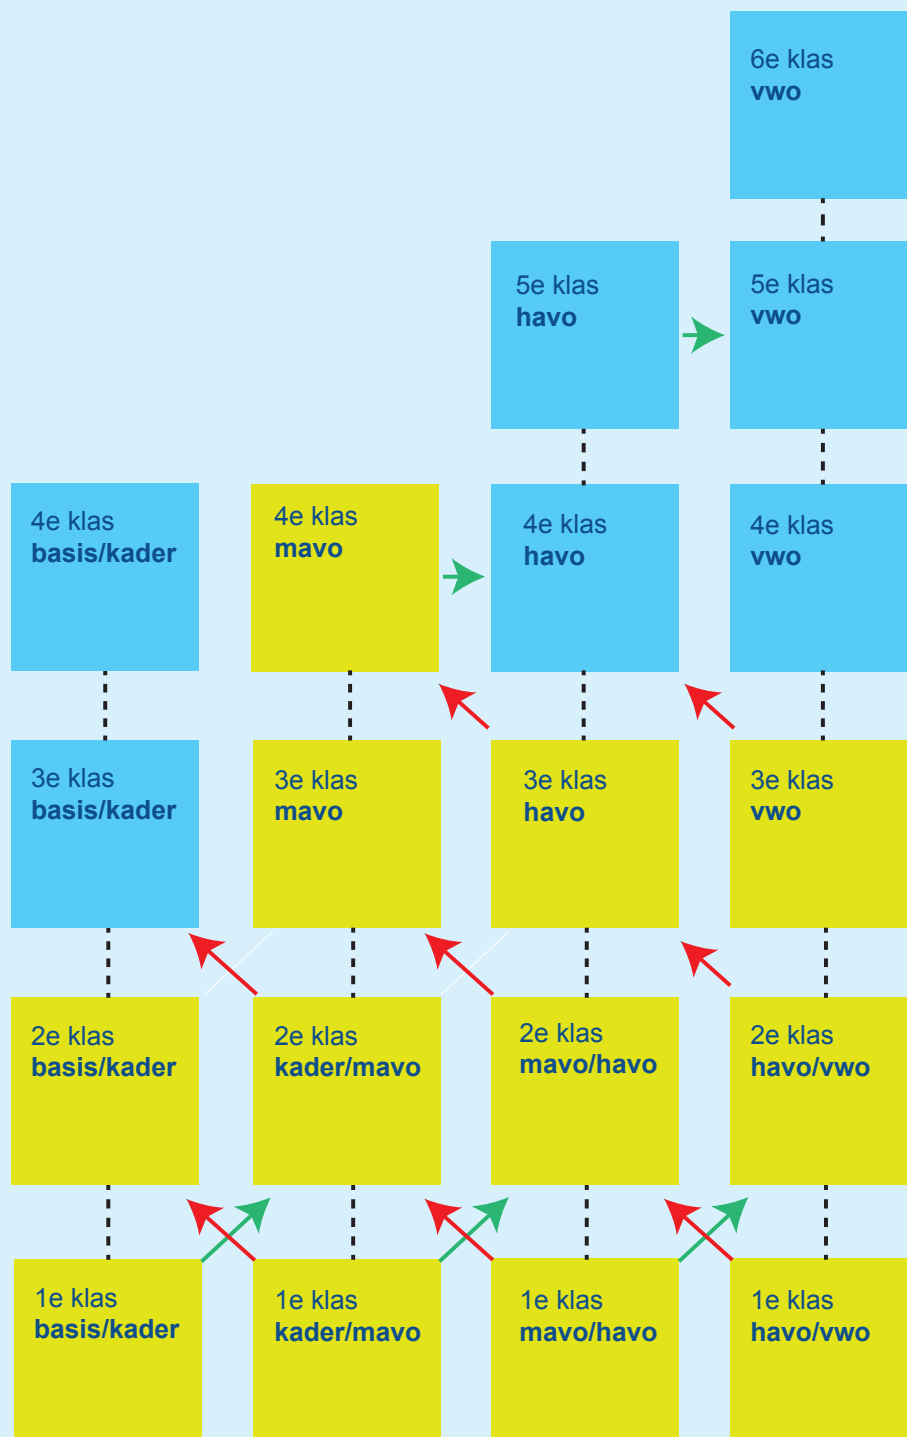 6e klas
vwo
5e klas
havo
5e klas
vwo
4e klas
basis/kader
4e klas
mavo
4e klas
havo
4e klas
vwo
3e klas
basis/kader
3e klas
mavo
3e klas
havo
3e klas
vwo
2e klas
basis/kader
2e klas
kader/mavo
2e klas
mavo/havo
2e klas
havo/vwo
1e klas
basis/kader
1e klas
kader/mavo
1e klas
mavo/havo
1e klas
havo/vwo